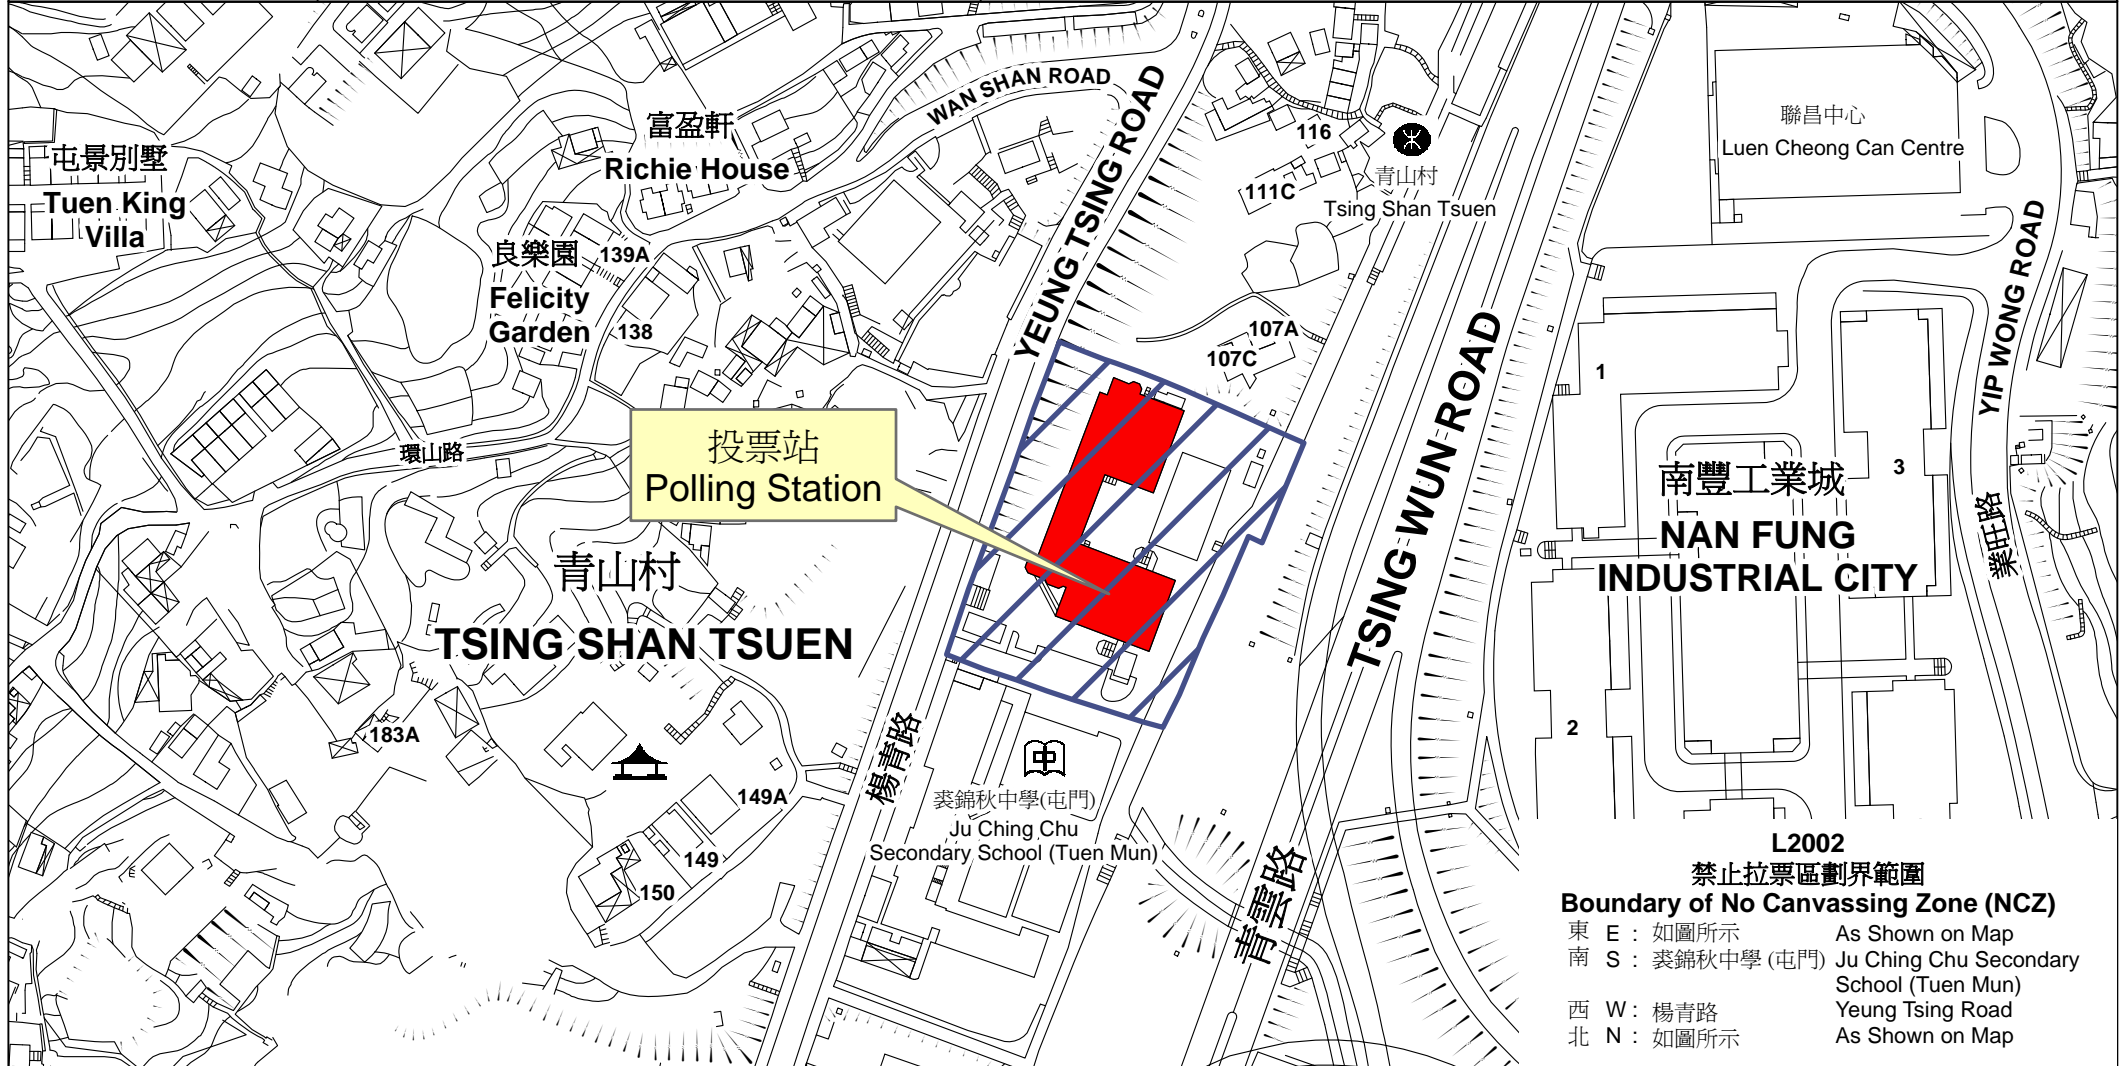 WAN SHAN ROAD
YEUNG TSING ROAD
富盈軒
Richie House
屯景別墅
Tuen King
Villa
良樂園
139A
Felicity
Garden
138
116
111C
青山村
Tsing Shan Tsuen
聯昌中心
Luen Cheong Can Centre
YIP WONG ROAD
107A
107C
TSING WUN ROAD
1
3
環山路
投票站
Polling Station
南豐工業城
NAN FUNG
INDUSTRIAL CITY
業旺路
青山村
TSING SHAN TSUEN
183A
2
楊青路
149A
149
150
中
裘錦秋中學(屯門)
Ju Ching Chu
Secondary School (Tuen Mun)
青雲路
L2002
禁止拉票區劃界範圍
Boundary of No Canvassing Zone (NCZ)
東 E : 如圖所示 As Shown on Map
南 S : 裘錦秋中學 (屯門) Ju Ching Chu Secondary
School (Tuen Mun)
西 W : 楊青路 Yeung Tsing Road
北 N : 如圖所示 As Shown on Map